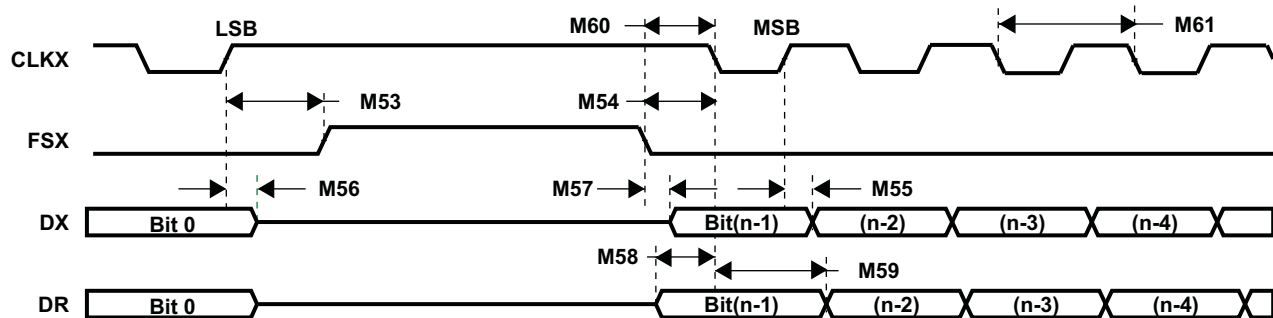 LSB M60 MSB M61
CLKX
M53 M54
FSX
M56 M57 M55
DX Bit 0 Bit(n-1) (n-2) (n-3) (n-4)
M58 M59
DR Bit 0 Bit(n-1) (n-2) (n-3) (n-4)